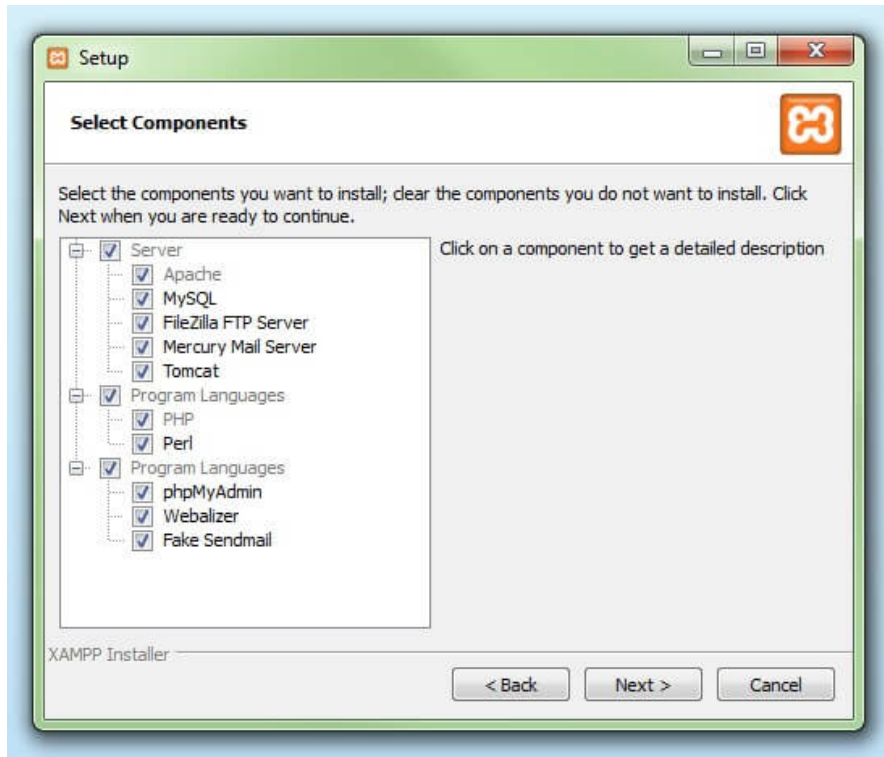 Setup
Select Components
Select the components you want to install; clear the components you do not want to install. Click
Next when you are ready to continue.
Server
Apache
MySQL
FileZilla FTP Server
Mercury Mail Server
Tomcat
Program Languages
PHP
Perl
Program Languages
phpMyAdmin
Webalizer
Fake Sendmail
Click on a component to get a detailed description
XAMPP Installer
< Back
Next >
Cancel